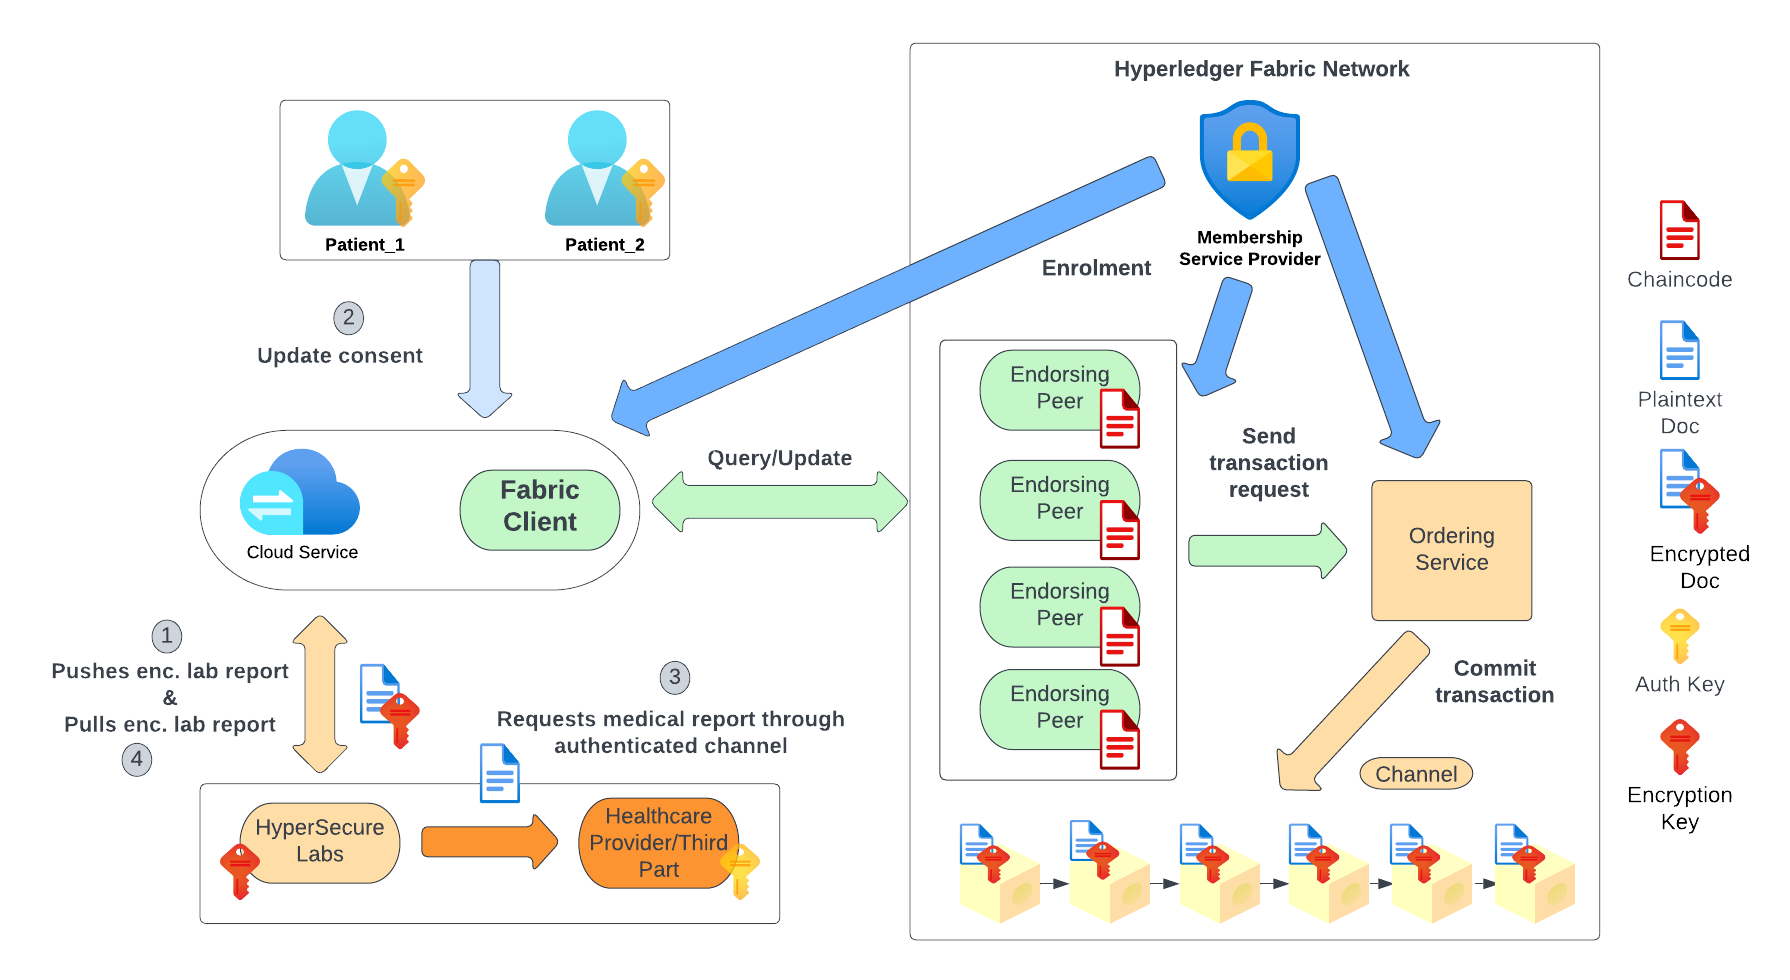 Hyperledger Fabric Network
Patient_1
Patient_2
Membership
Service Provider
Enrolment
2
Update consent
Cloud Service
Fabric
Client
Query/Update
Endorsing
Peer
Endorsing
Peer
Endorsing
Peer
Endorsing
Peer
Send
transaction
request
Ordering
Service
Commit
transaction
Channel
1
Pushes enc. lab report
&
Pulls enc. lab report
4
3
Requests medical report through
authenticated channel
HyperSecure
Labs
Healthcare
Provider/Third
Part
Chaincode
Plaintext
Doc
Encrypted
Doc
Auth Key
Encryption
Key